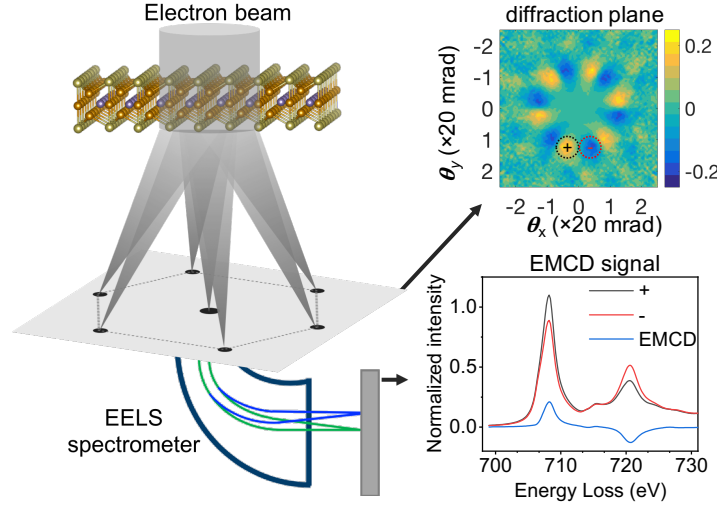 Electron beam
diffraction plane
-2
-1
0
1
2
θy (×20 mrad)
-2 -1 0 1 2
θx (×20 mrad)
0.2
0
-0.2
+ -
EELS
spectrometer
EMCD signal
+
-
EMCD
Normalized intensity
1.0
0.5
0.0
700 710 720 730
Energy Loss (eV)